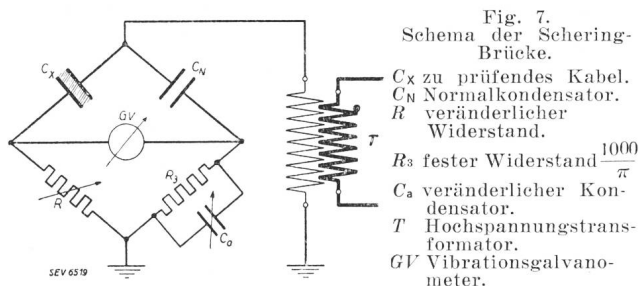 Fig. 7.
Schema der Schering-
Brücke.
Cx zu prüfendes Kabel.
CN Normalkondensator.
R veränderlicher
Widerstand.
R3 fester Widerstand 1000/π
Ca veränderlicher Kon-
densator.
T Hochspannungstrans-
formator.
GV Vibrationsgalvano-
meter.
Cx
CN
GV
T
R
R3
Ca
SEV 6519